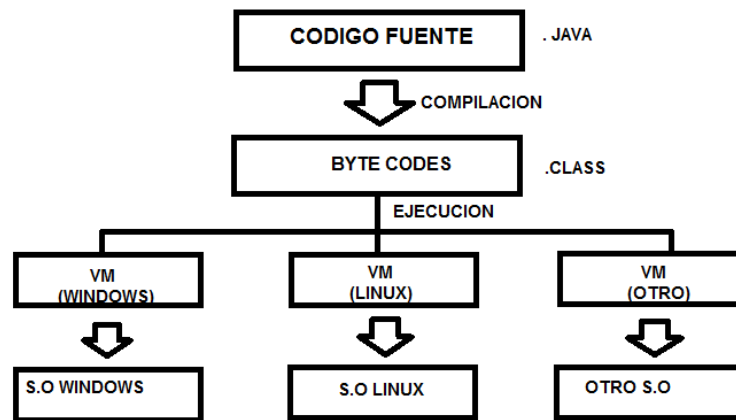 CODIGO FUENTE
. JAVA
COMPILACION
BYTE CODES
.CLASS
EJECUCION
VM
(WINDOWS)
VM
(LINUX)
VM
(OTRO)
S.O WINDOWS
S.O LINUX
OTRO S.O